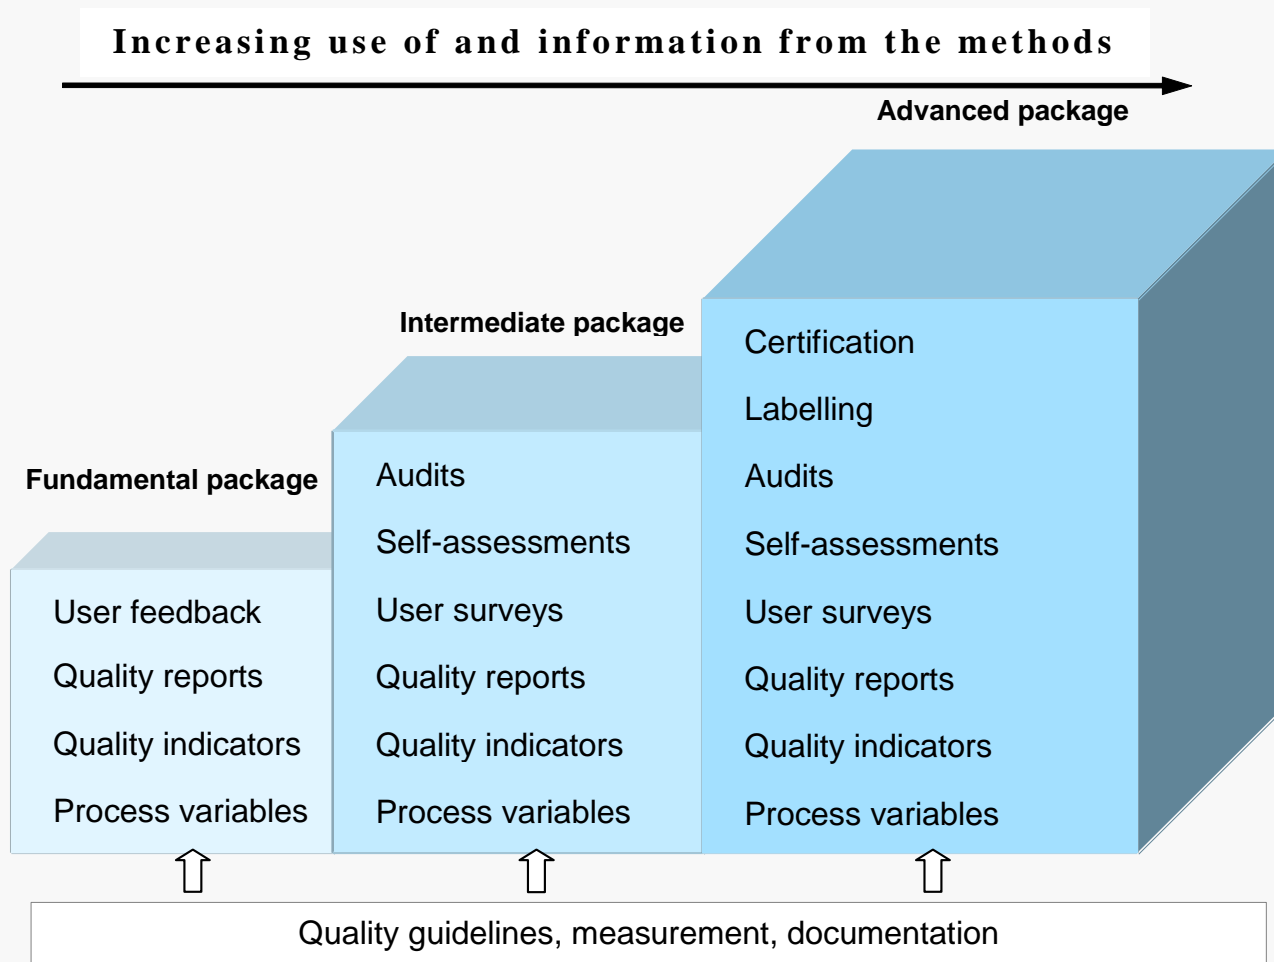 Increasing use of and information from the methods
Advanced package
Intermediate package
Fundamental package
User feedback
Quality reports
Quality indicators
Process variables
Audits
Self-assessments
User surveys
Quality reports
Quality indicators
Process variables
Certification
Labelling
Audits
Self-assessments
User surveys
Quality reports
Quality indicators
Process variables
Quality guidelines, measurement, documentation